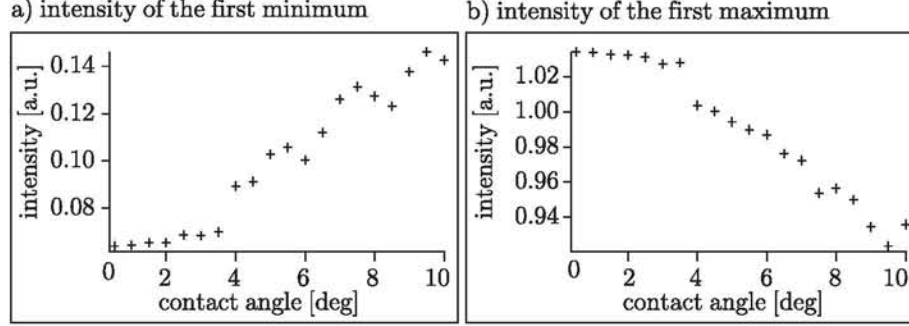 a) intensity of the first minimum
intensity [a.u.]
0.14
0.12
0.10
0.08
0 2 4 6 8 10
contact angle [deg]
b) intensity of the first maximum
intensity [a.u.]
1.02
1.00
0.98
0.96
0.94
0 2 4 6 8 10
contact angle [deg]